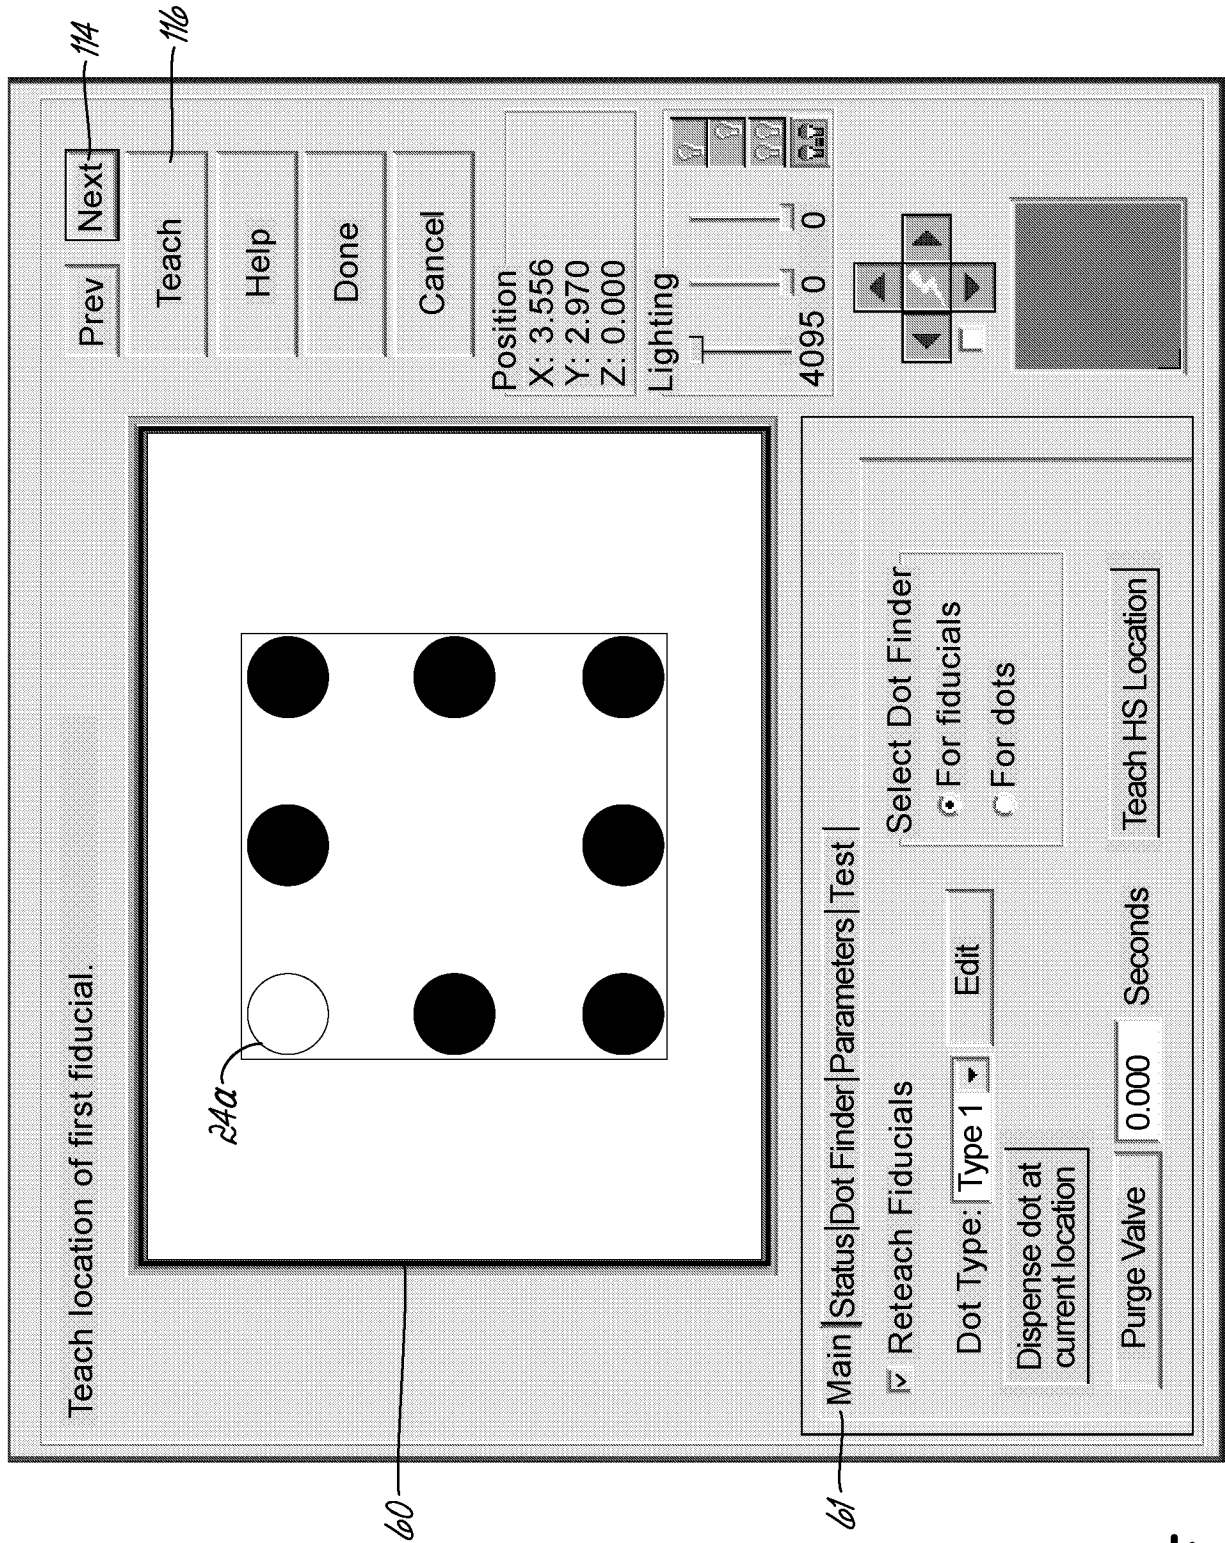 Teach location of first fiducial.
Prev
Next
114
Teach
116
Help
Done
Cancel
24a
60
Position
X: 3.556
Y: 2.970
Z: 0.000
Lighting
4095 0 0
61
Main Status Dot Finder Parameters Test
Reteach Fiducials
Dot Type: Type 1
Edit
Dispense dot at
current location
Purge Valve
0.000 Seconds
Select Dot Finder
For fiducials
For dots
Teach HS Location